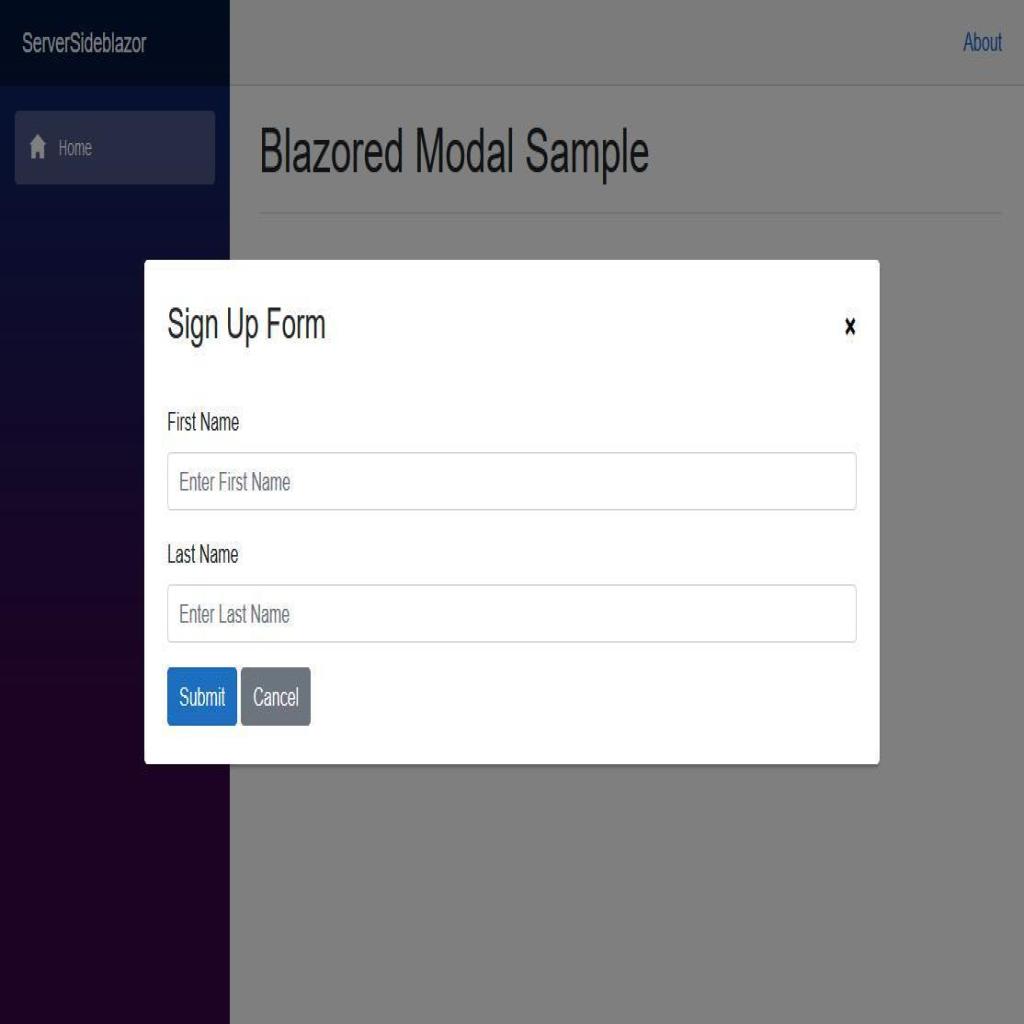 ServerSideblazor
About
Home
Blazored Modal Sample
Sign Up Form
×
First Name
Enter First Name
Last Name
Enter Last Name
Submit Cancel